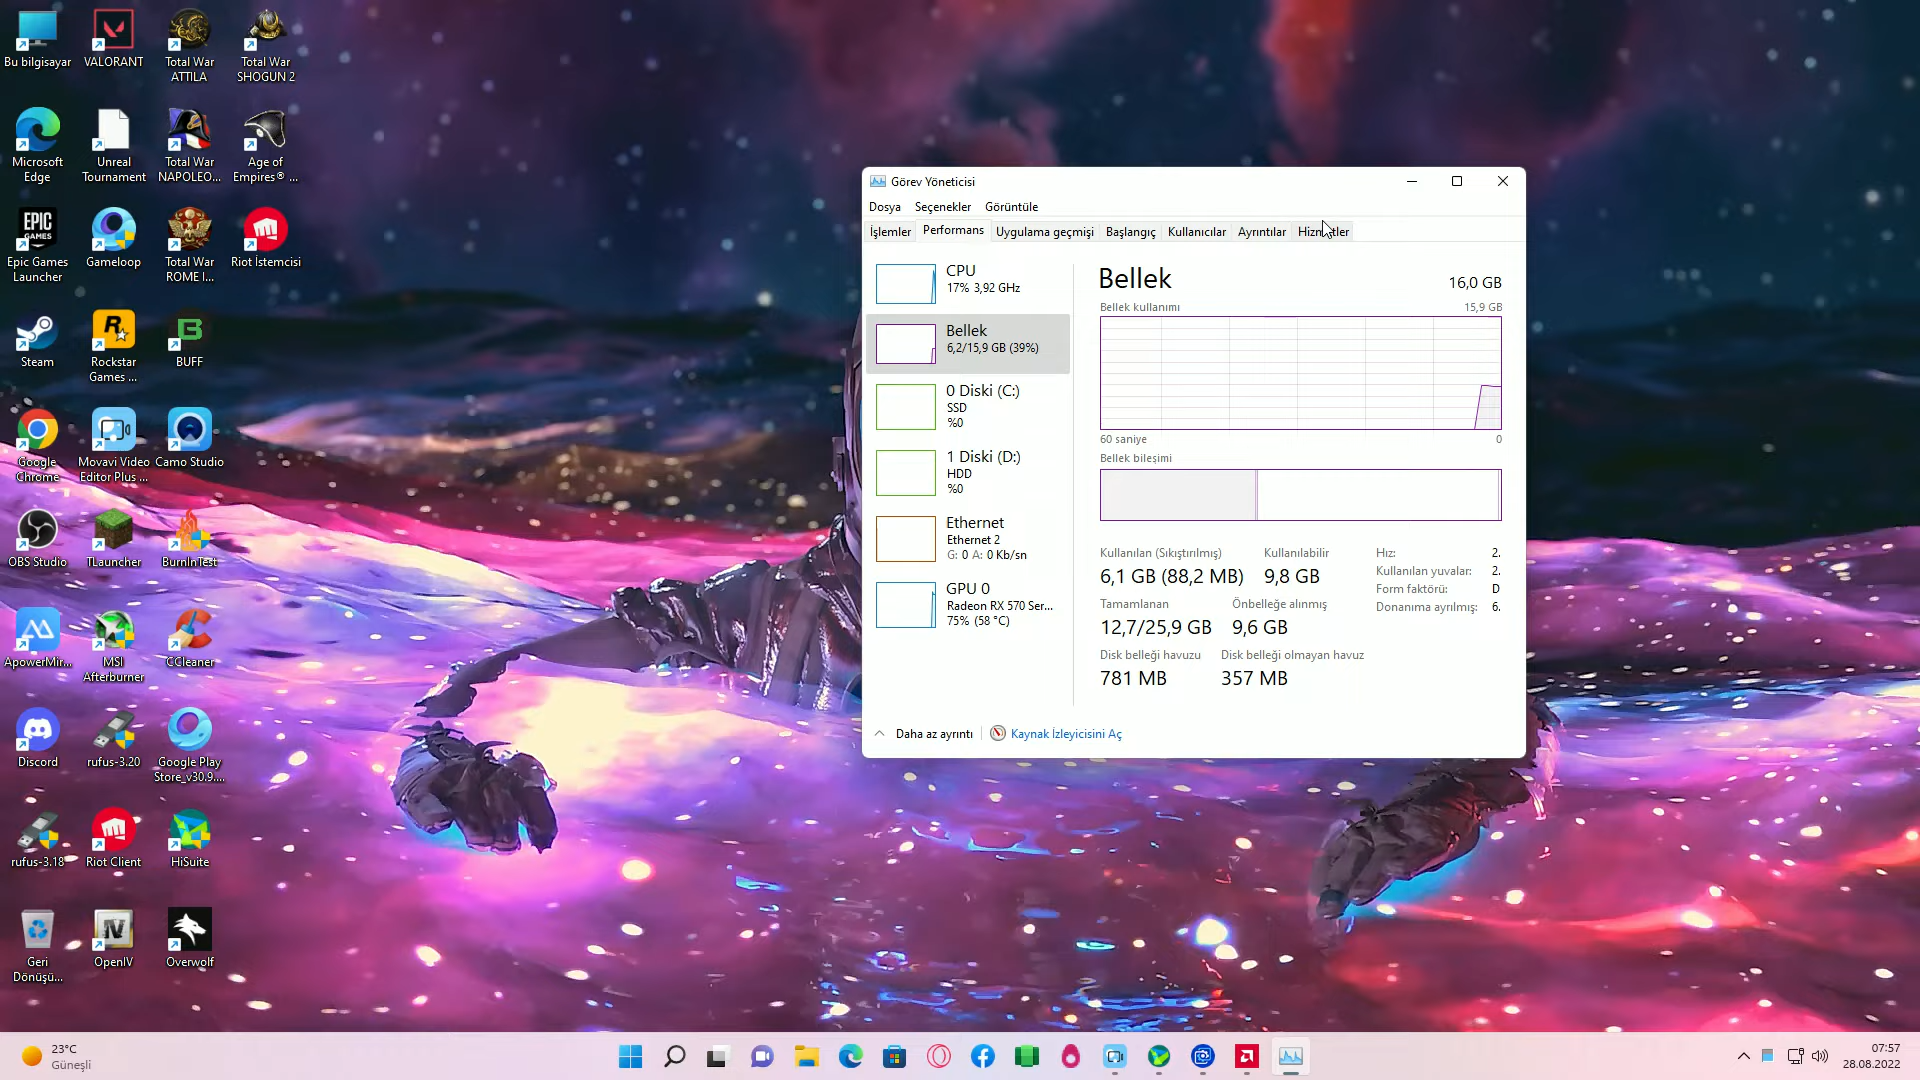 Bu bilgisayar
VALORANT
Total War
ATTILA
Total War
SHOGUN 2
Microsoft
Edge
Unreal
Tournament
Total War
NAPOLEO...
Age of
Empires® ...
EPIC
GAMES
Epic Games
Launcher
Gameloop
Total War
ROME I...
Riot İstemcisi
Steam
Rockstar
Games ...
BUFF
Google
Chrome
Movavi Video
Editor Plus ...
Camo Studio
OBS Studio
TLauncher
BurnInTest
ApowerMir...
MSI
Afterburner
CCleaner
Discord
rufus-3.20
Google Play
Store_v30.9....
rufus-3.18
Riot Client
HiSuite
Geri
Dönüşü...
OpenIV
Overwolf
Görev Yöneticisi
Dosya Seçenekler Görüntüle
İşlemler Performans Uygulama geçmişi Başlangıç Kullanıcılar Ayrıntılar Hizmetler
CPU
17% 3,92 GHz
Bellek
6,2/15,9 GB (39%)
0 Diski (C:)
SSD
%0
1 Diski (D:)
HDD
%0
Ethernet
Ethernet 2
G: 0 A: 0 Kb/sn
GPU 0
Radeon RX 570 Ser...
75% (58 °C)
Bellek 16,0 GB
Bellek kullanımı 15,9 GB
60 saniye 0
Bellek bileşimi
Kullanılan (Sıkıştırılmış) Kullanılabilir
6,1 GB (88,2 MB) 9,8 GB
Tamamlanan Önbelleğe alınmış
12,7/25,9 GB 9,6 GB
Disk belleği havuzu Disk belleği olmayan havuz
781 MB 357 MB
Hız: 2.
Kullanılan yuvalar: 2.
Form faktörü: D
Donanıma ayrılmış: 6.
Daha az ayrıntı Kaynak İzleyicisini Aç
23°C
Güneşli
07:57
28.08.2022